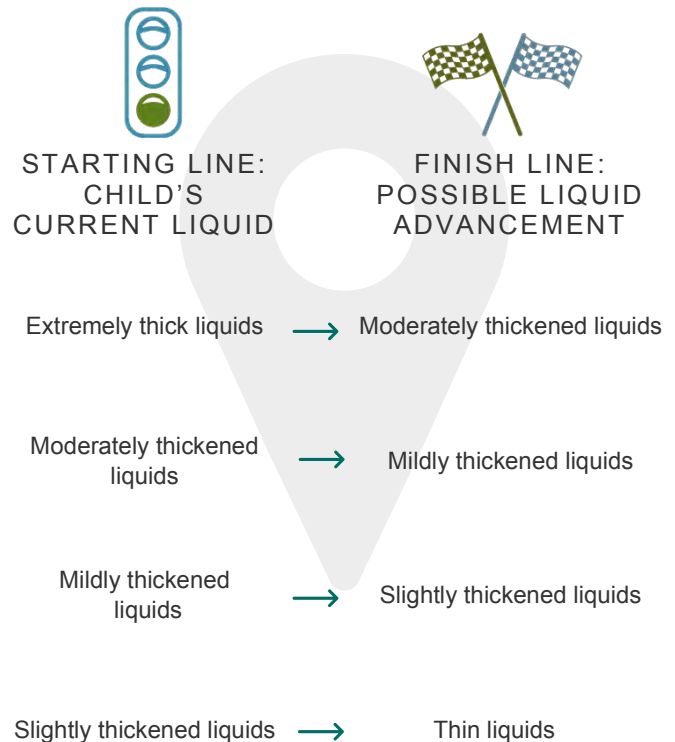 STARTING LINE:
CHILD’S
CURRENT LIQUID
FINISH LINE:
POSSIBLE LIQUID
ADVANCEMENT
Extremely thick liquids
Moderately thickened liquids
Moderately thickened
liquids
Mildly thickened liquids
Mildly thickened
liquids
Slightly thickened liquids
Slightly thickened liquids
Thin liquids